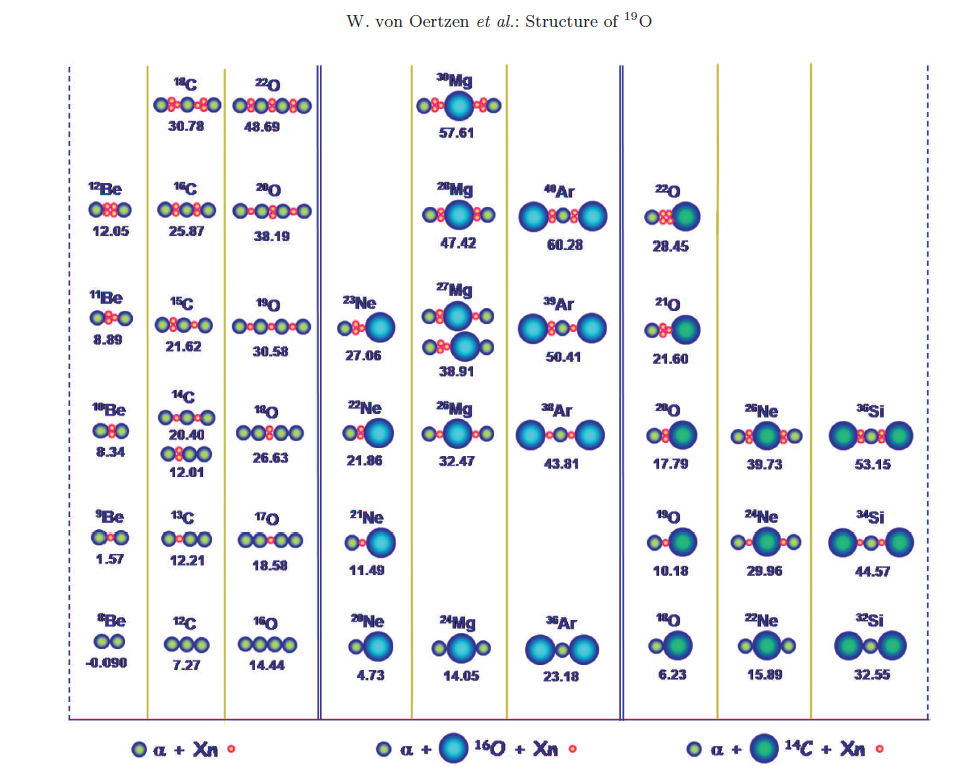 W. von Oertzen et al.: Structure of ¹⁹O
¹⁸C ²²O ³⁰Mg
30.78 48.69 57.61
¹²Be ¹⁶C ²⁰O ²⁸Mg ⁴⁰Ar ²²O
12.05 25.87 38.19 47.42 60.28 28.45
¹¹Be ¹⁵C ¹⁹O ²³Ne ²⁷Mg ³⁹Ar ²¹O
8.89 21.62 30.58 27.06 38.91 50.41 21.60
¹⁰Be ¹⁴C ¹⁸O ²²Ne ²⁶Mg ³⁸Ar ²⁰O ²⁶Ne ³⁶Si
20.40
8.34 12.01 26.63 21.86 32.47 43.81 17.79 39.73 53.15
⁹Be ¹³C ¹⁷O ²¹Ne ¹⁹O ²⁴Ne ³⁴Si
1.57 12.21 18.58 11.49 10.18 29.96 44.57
⁸Be ¹²C ¹⁶O ²⁰Ne ²⁴Mg ³⁶Ar ¹⁸O ²²Ne ³²Si
-0.090 7.27 14.44 4.73 14.05 23.18 6.23 15.89 32.55
α + Xn α + ¹⁶O + Xn α + ¹⁴C + Xn